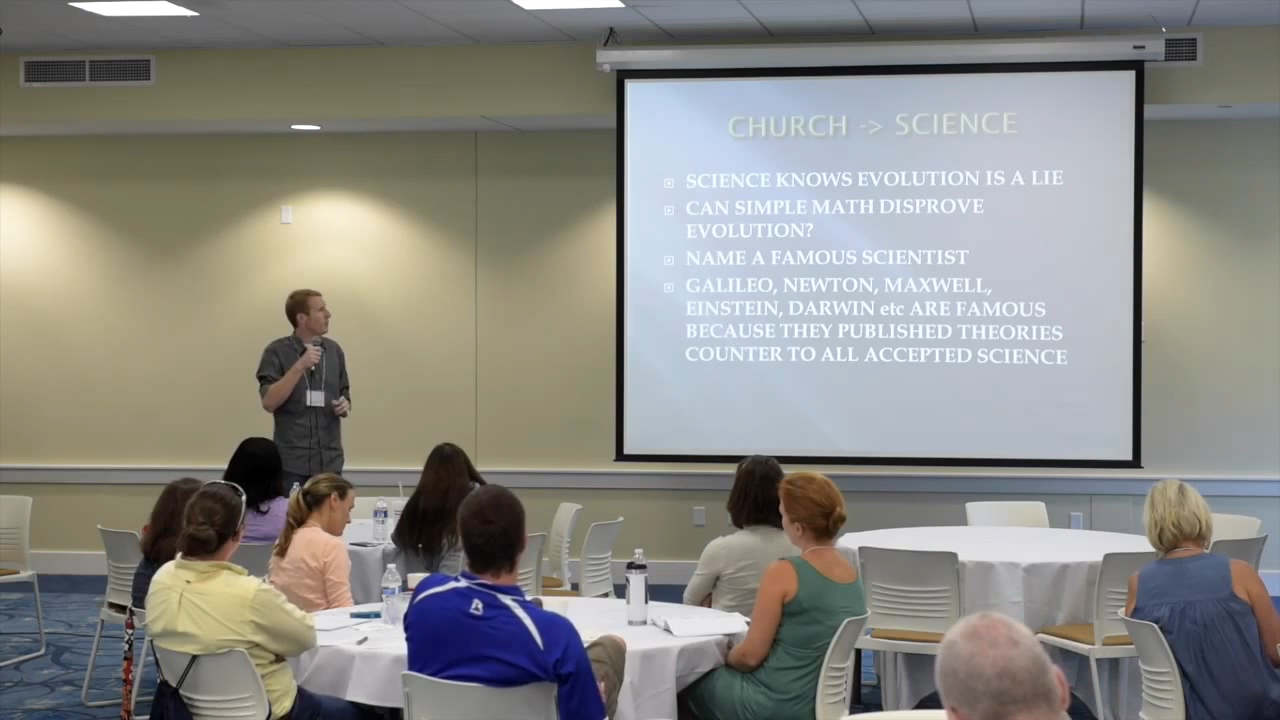 CHURCH -> SCIENCE
SCIENCE KNOWS EVOLUTION IS A LIE
CAN SIMPLE MATH DISPROVE
EVOLUTION?
NAME A FAMOUS SCIENTIST
GALILEO, NEWTON, MAXWELL,
EINSTEIN, DARWIN etc ARE FAMOUS
BECAUSE THEY PUBLISHED THEORIES
COUNTER TO ALL ACCEPTED SCIENCE